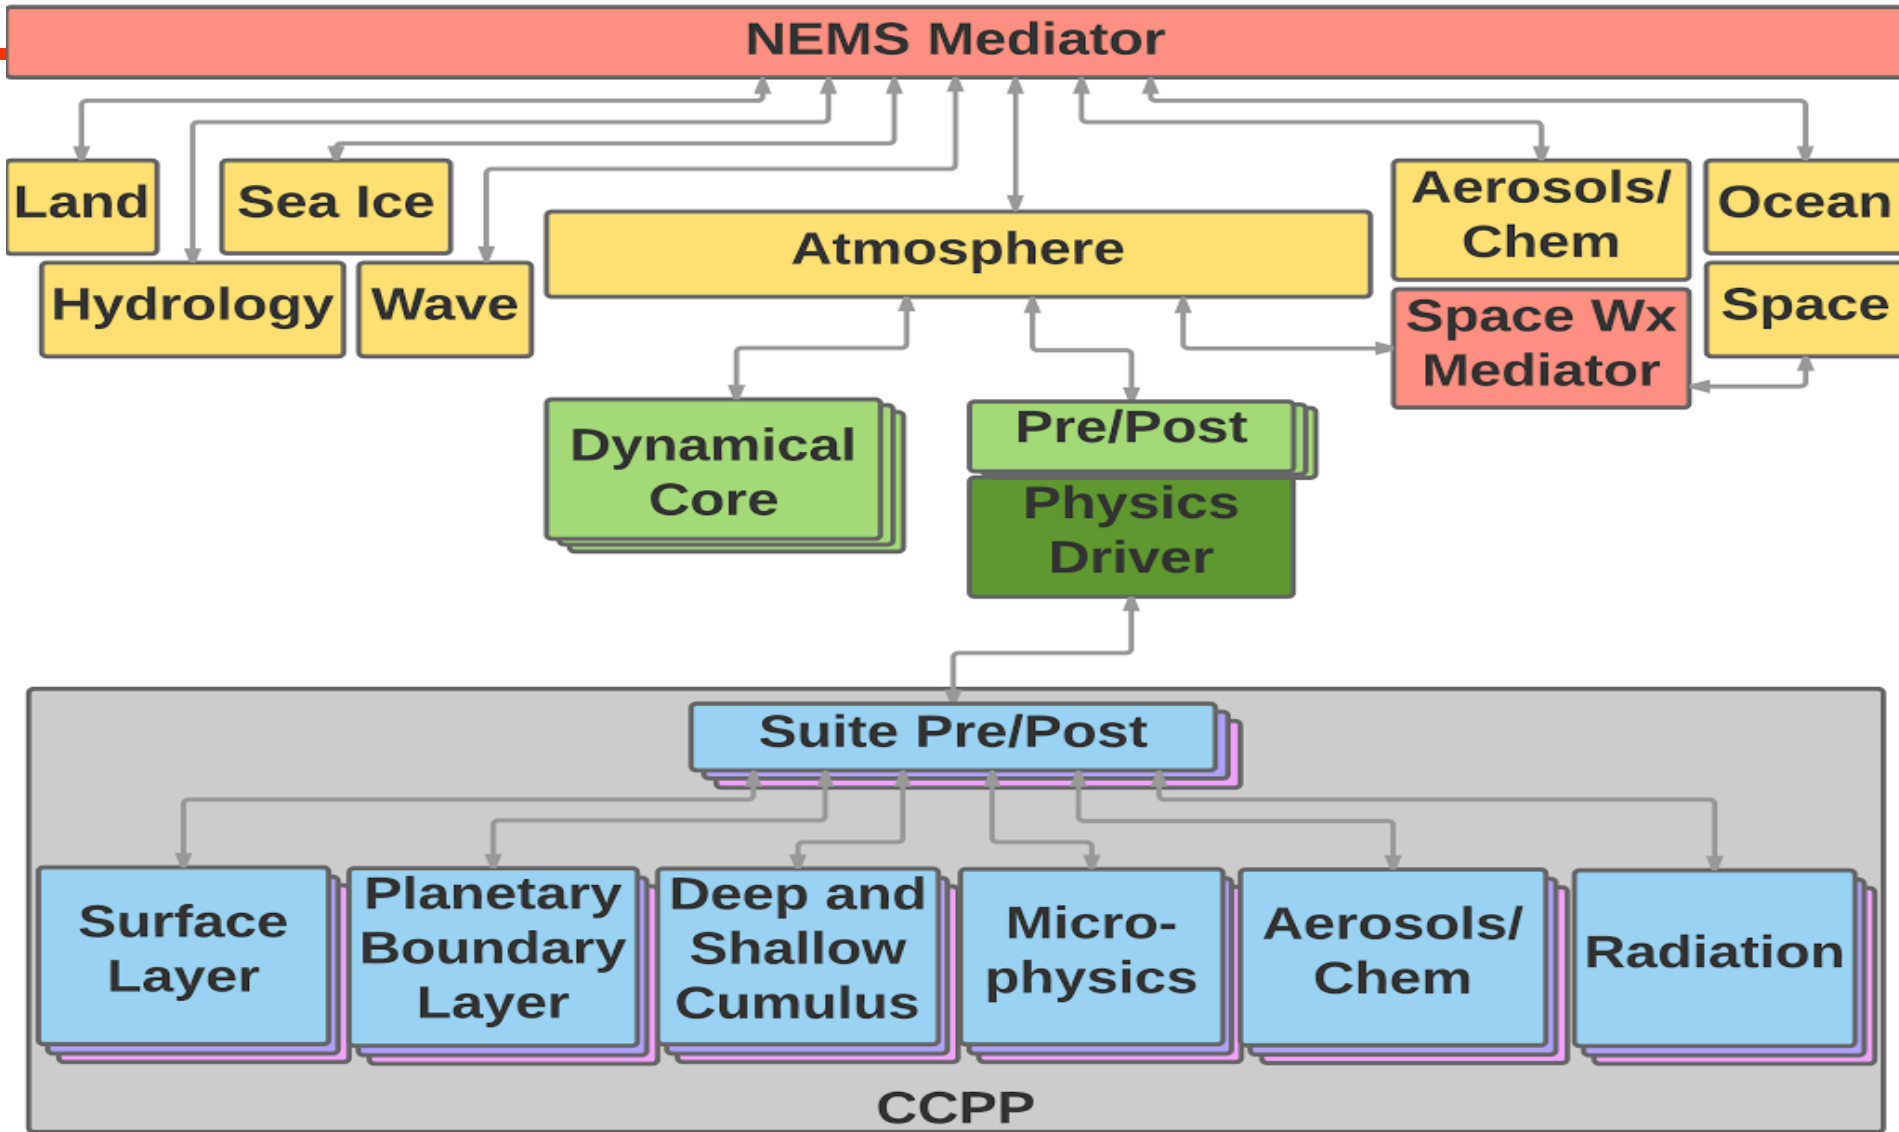 NEMS Mediator
Land
Sea Ice
Hydrology
Wave
Atmosphere
Aerosols/
Chem
Ocean
Space Wx
Mediator
Space
Dynamical
Core
Pre/Post
Physics
Driver
Suite Pre/Post
Surface
Layer
Planetary
Boundary
Layer
Deep and
Shallow
Cumulus
Micro-
physics
Aerosols/
Chem
Radiation
CCPP